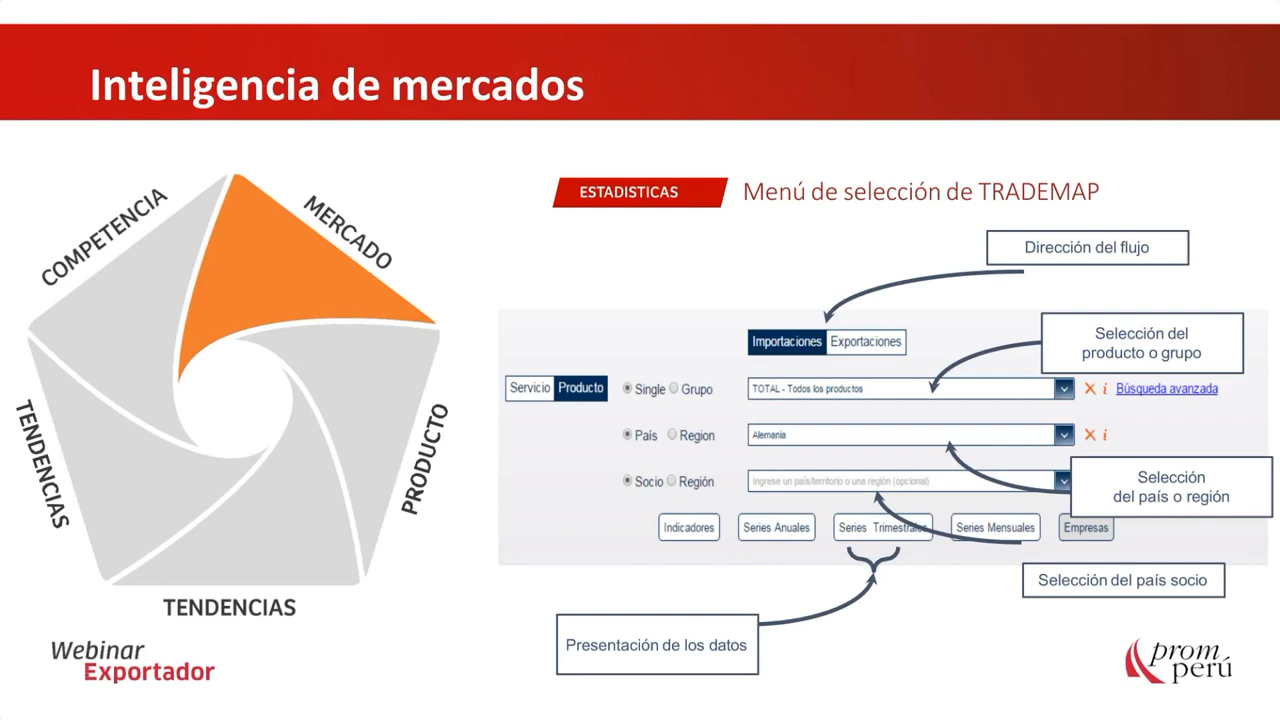 Inteligencia de mercados
COMPETENCIA
MERCADO
PRODUCTO
TENDENCIAS
TENDENCIAS
ESTADISTICAS
Menú de selección de TRADEMAP
Dirección del flujo
Importaciones
Exportaciones
Selección del
producto o grupo
Servicio
Producto
Single
Grupo
TOTAL - Todos los productos
Búsqueda avanzada
País
Region
Alemania
Socio
Región
Ingrese un país/territorio o una región (opcional)
Selección
del país o región
Indicadores
Series Anuales
Series Trimestrales
Series Mensuales
Empresas
Selección del país socio
Presentación de los datos
Webinar
Exportador
prom
perú